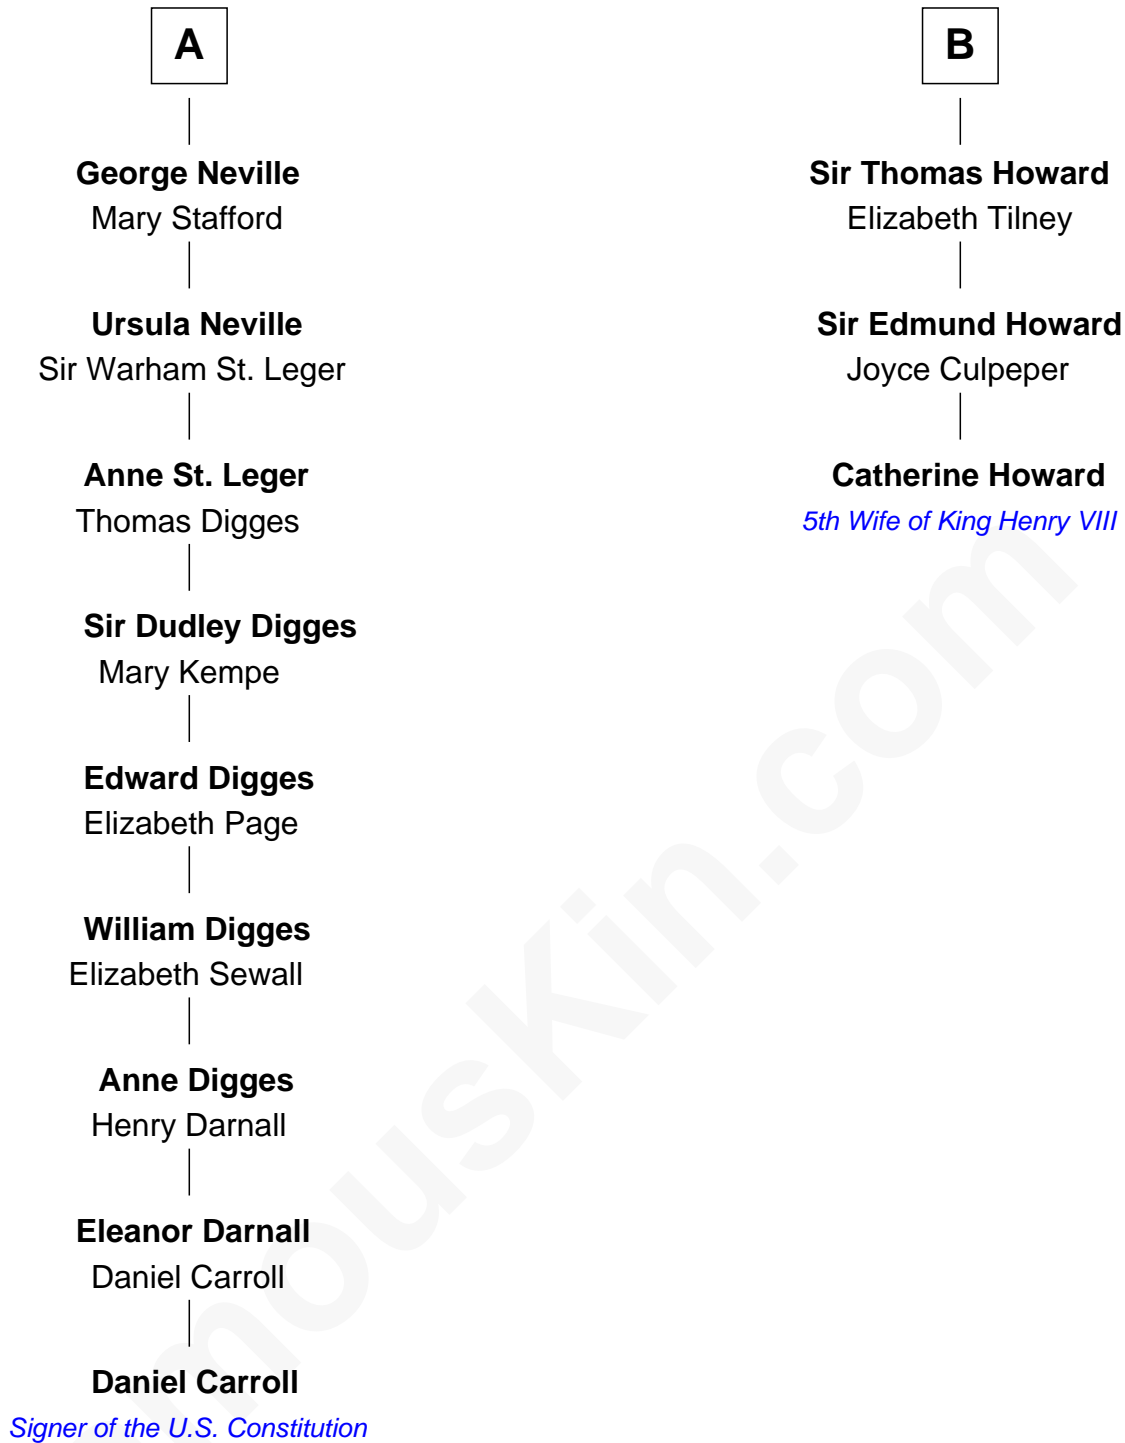 A
George Neville
Mary Stafford
Ursula Neville
Sir Warham St. Leger
Anne St. Leger
Thomas Digges
Sir Dudley Digges
Mary Kempe
Edward Digges
Elizabeth Page
William Digges
Elizabeth Sewall
Anne Digges
Henry Darnall
Eleanor Darnall
Daniel Carroll
Daniel Carroll
Signer of the U.S. Constitution
B
Sir Thomas Howard
Elizabeth Tilney
Sir Edmund Howard
Joyce Culpeper
Catherine Howard
5th Wife of King Henry VIII
mouskin.com